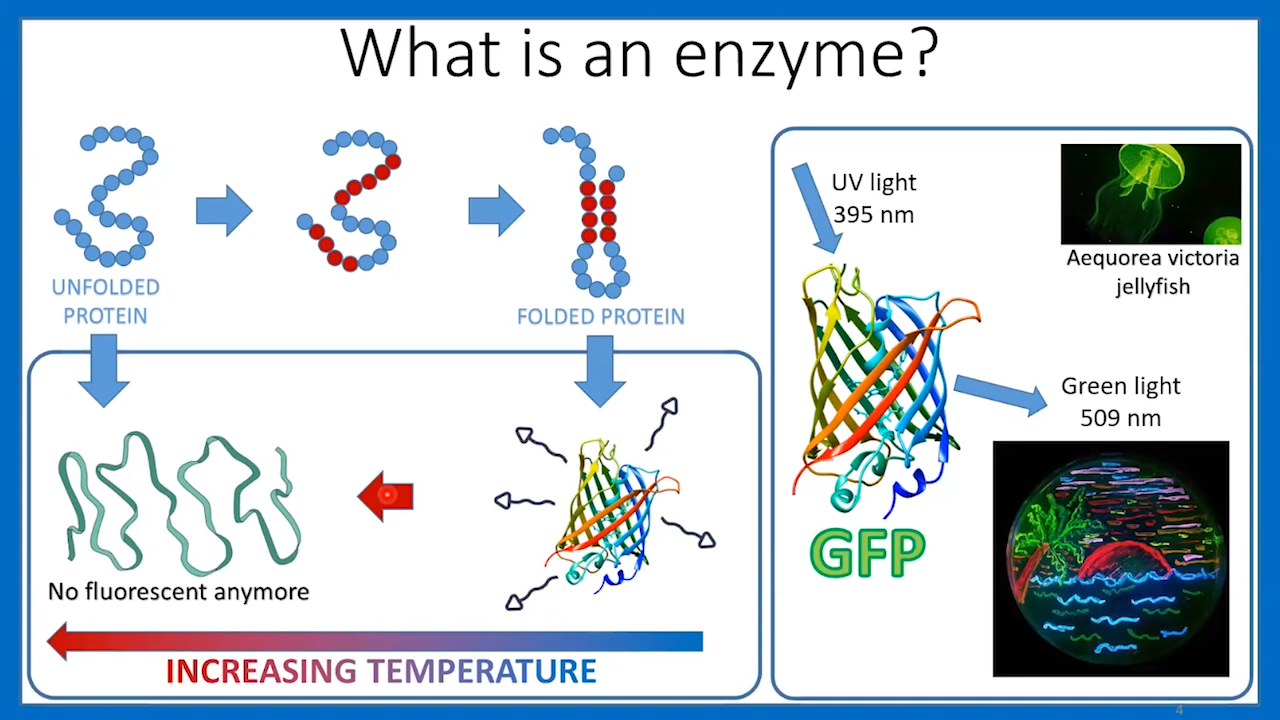 What is an enzyme?
UNFOLDED
PROTEIN
FOLDED PROTEIN
No fluorescent anymore
INCREASING TEMPERATURE
UV light
395 nm
Aequorea victoria
jellyfish
Green light
509 nm
GFP
4